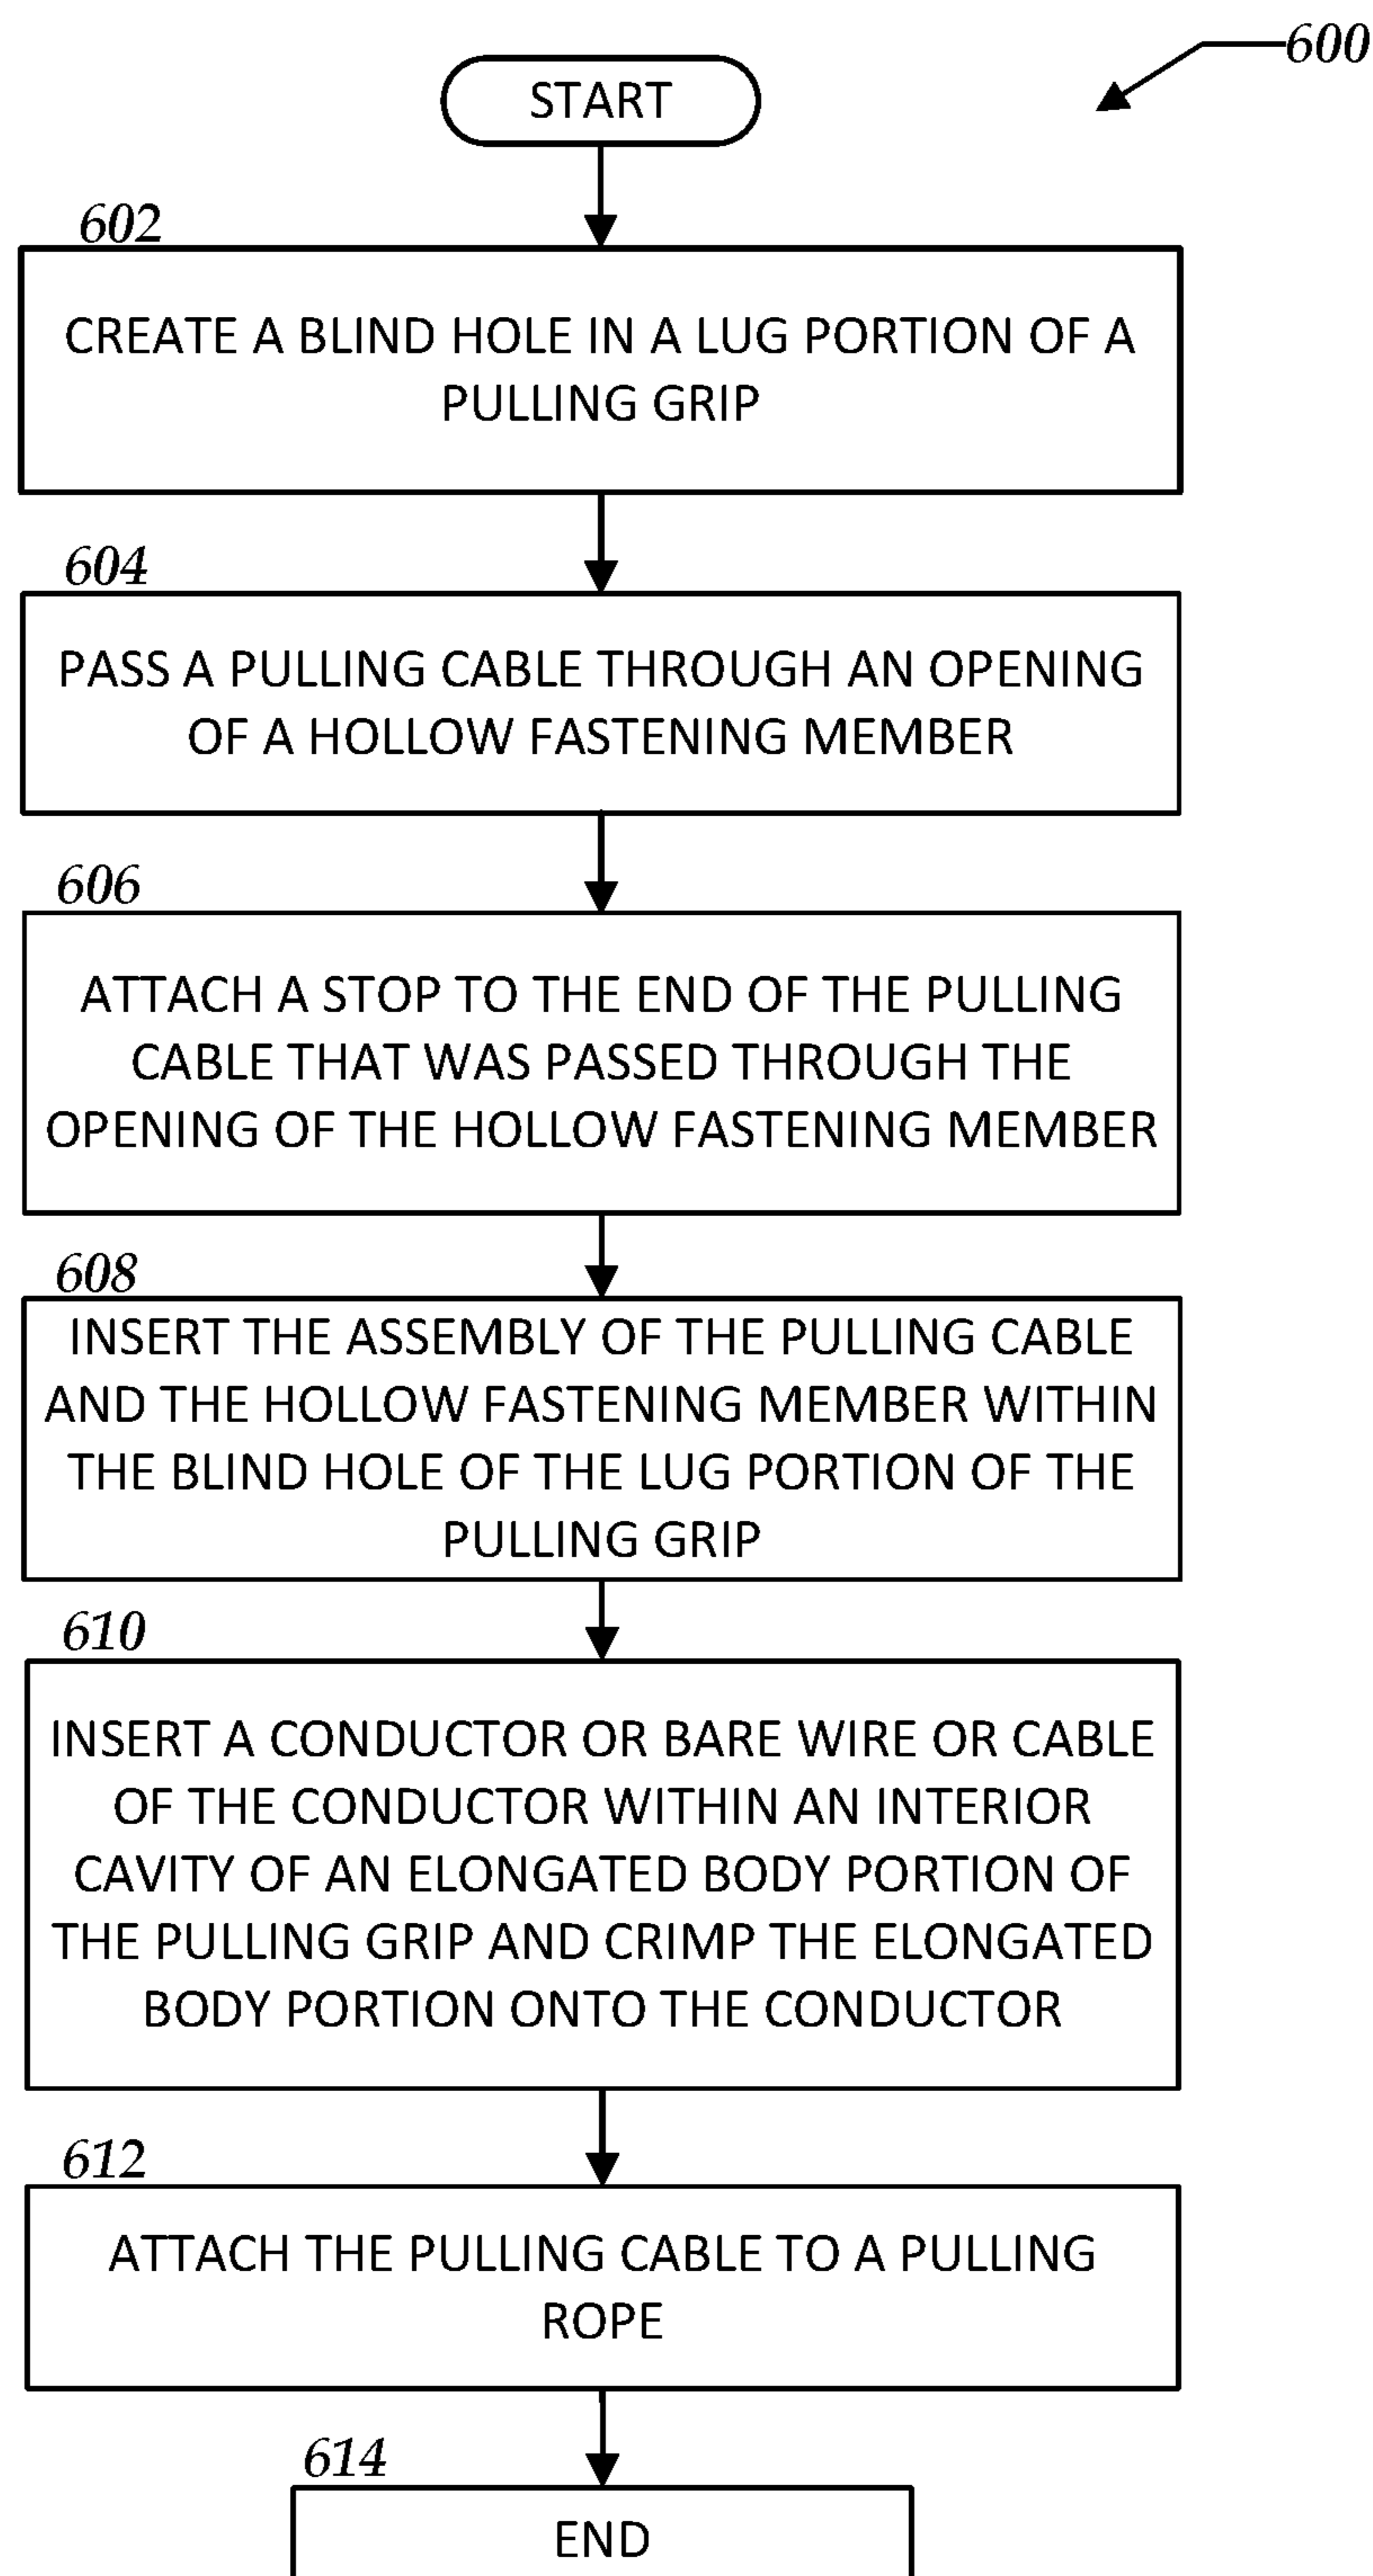 600
START
602
CREATE A BLIND HOLE IN A LUG PORTION OF A
PULLING GRIP
604
PASS A PULLING CABLE THROUGH AN OPENING
OF A HOLLOW FASTENING MEMBER
606
ATTACH A STOP TO THE END OF THE PULLING
CABLE THAT WAS PASSED THROUGH THE
OPENING OF THE HOLLOW FASTENING MEMBER
608
INSERT THE ASSEMBLY OF THE PULLING CABLE
AND THE HOLLOW FASTENING MEMBER WITHIN
THE BLIND HOLE OF THE LUG PORTION OF THE
PULLING GRIP
610
INSERT A CONDUCTOR OR BARE WIRE OR CABLE
OF THE CONDUCTOR WITHIN AN INTERIOR
CAVITY OF AN ELONGATED BODY PORTION OF
THE PULLING GRIP AND CRIMP THE ELONGATED
BODY PORTION ONTO THE CONDUCTOR
612
ATTACH THE PULLING CABLE TO A PULLING
ROPE
614
END